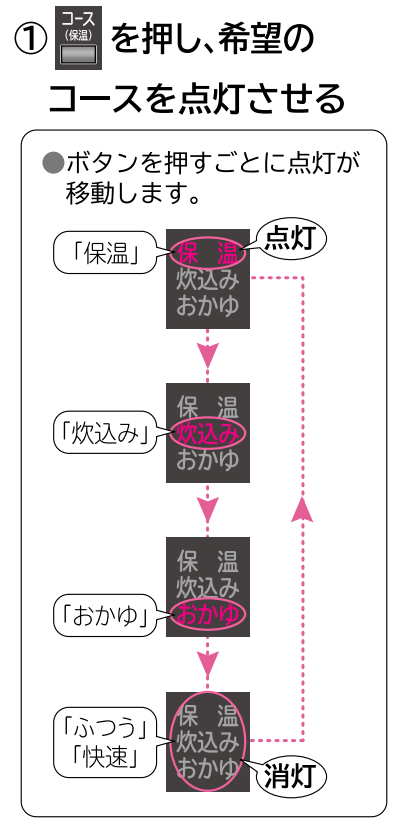 ① コース
(保温)
を押し、希望の
コースを点灯させる
●ボタンを押すごとに点灯が
移動します。
「保温」
保 温
炊込み
おかゆ
点灯
「炊込み」
保 温
炊込み
おかゆ
「おかゆ」
保 温
炊込み
おかゆ
「ふつう」
「快速」
保 温
炊込み
おかゆ
消灯